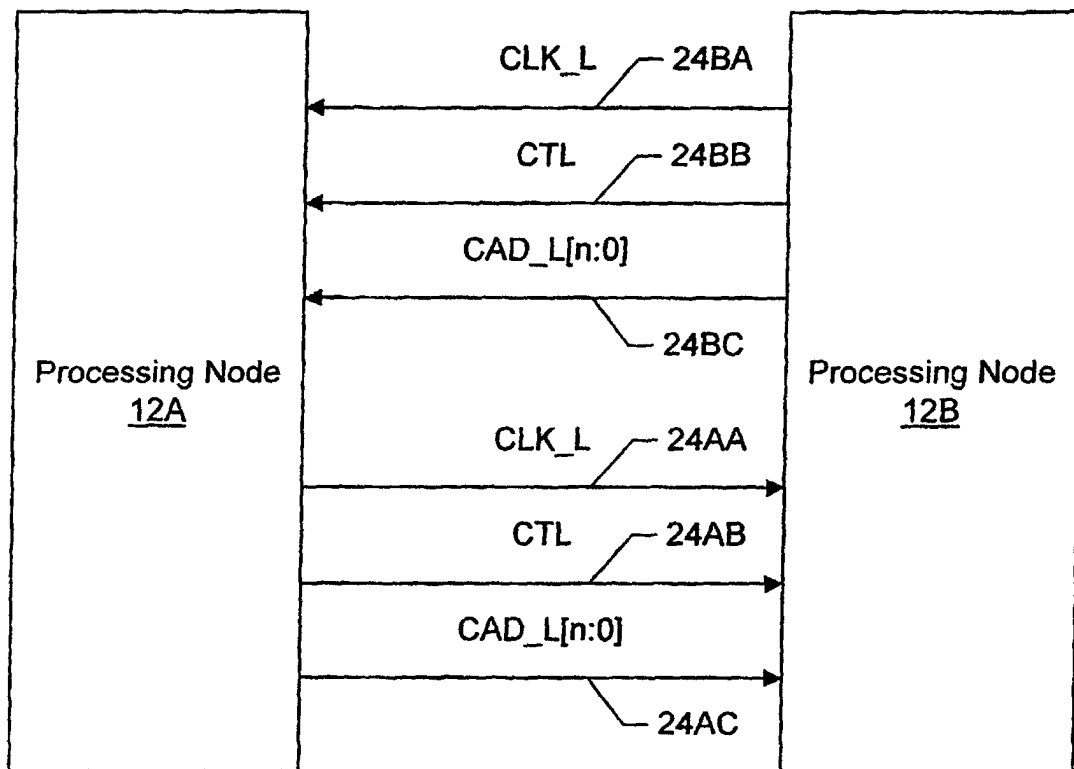 CLK_L 24BA
CTL 24BB
CAD_L[n:0]
24BC
Processing Node
12A
Processing Node
12B
CLK_L 24AA
CTL 24AB
CAD_L[n:0]
24AC